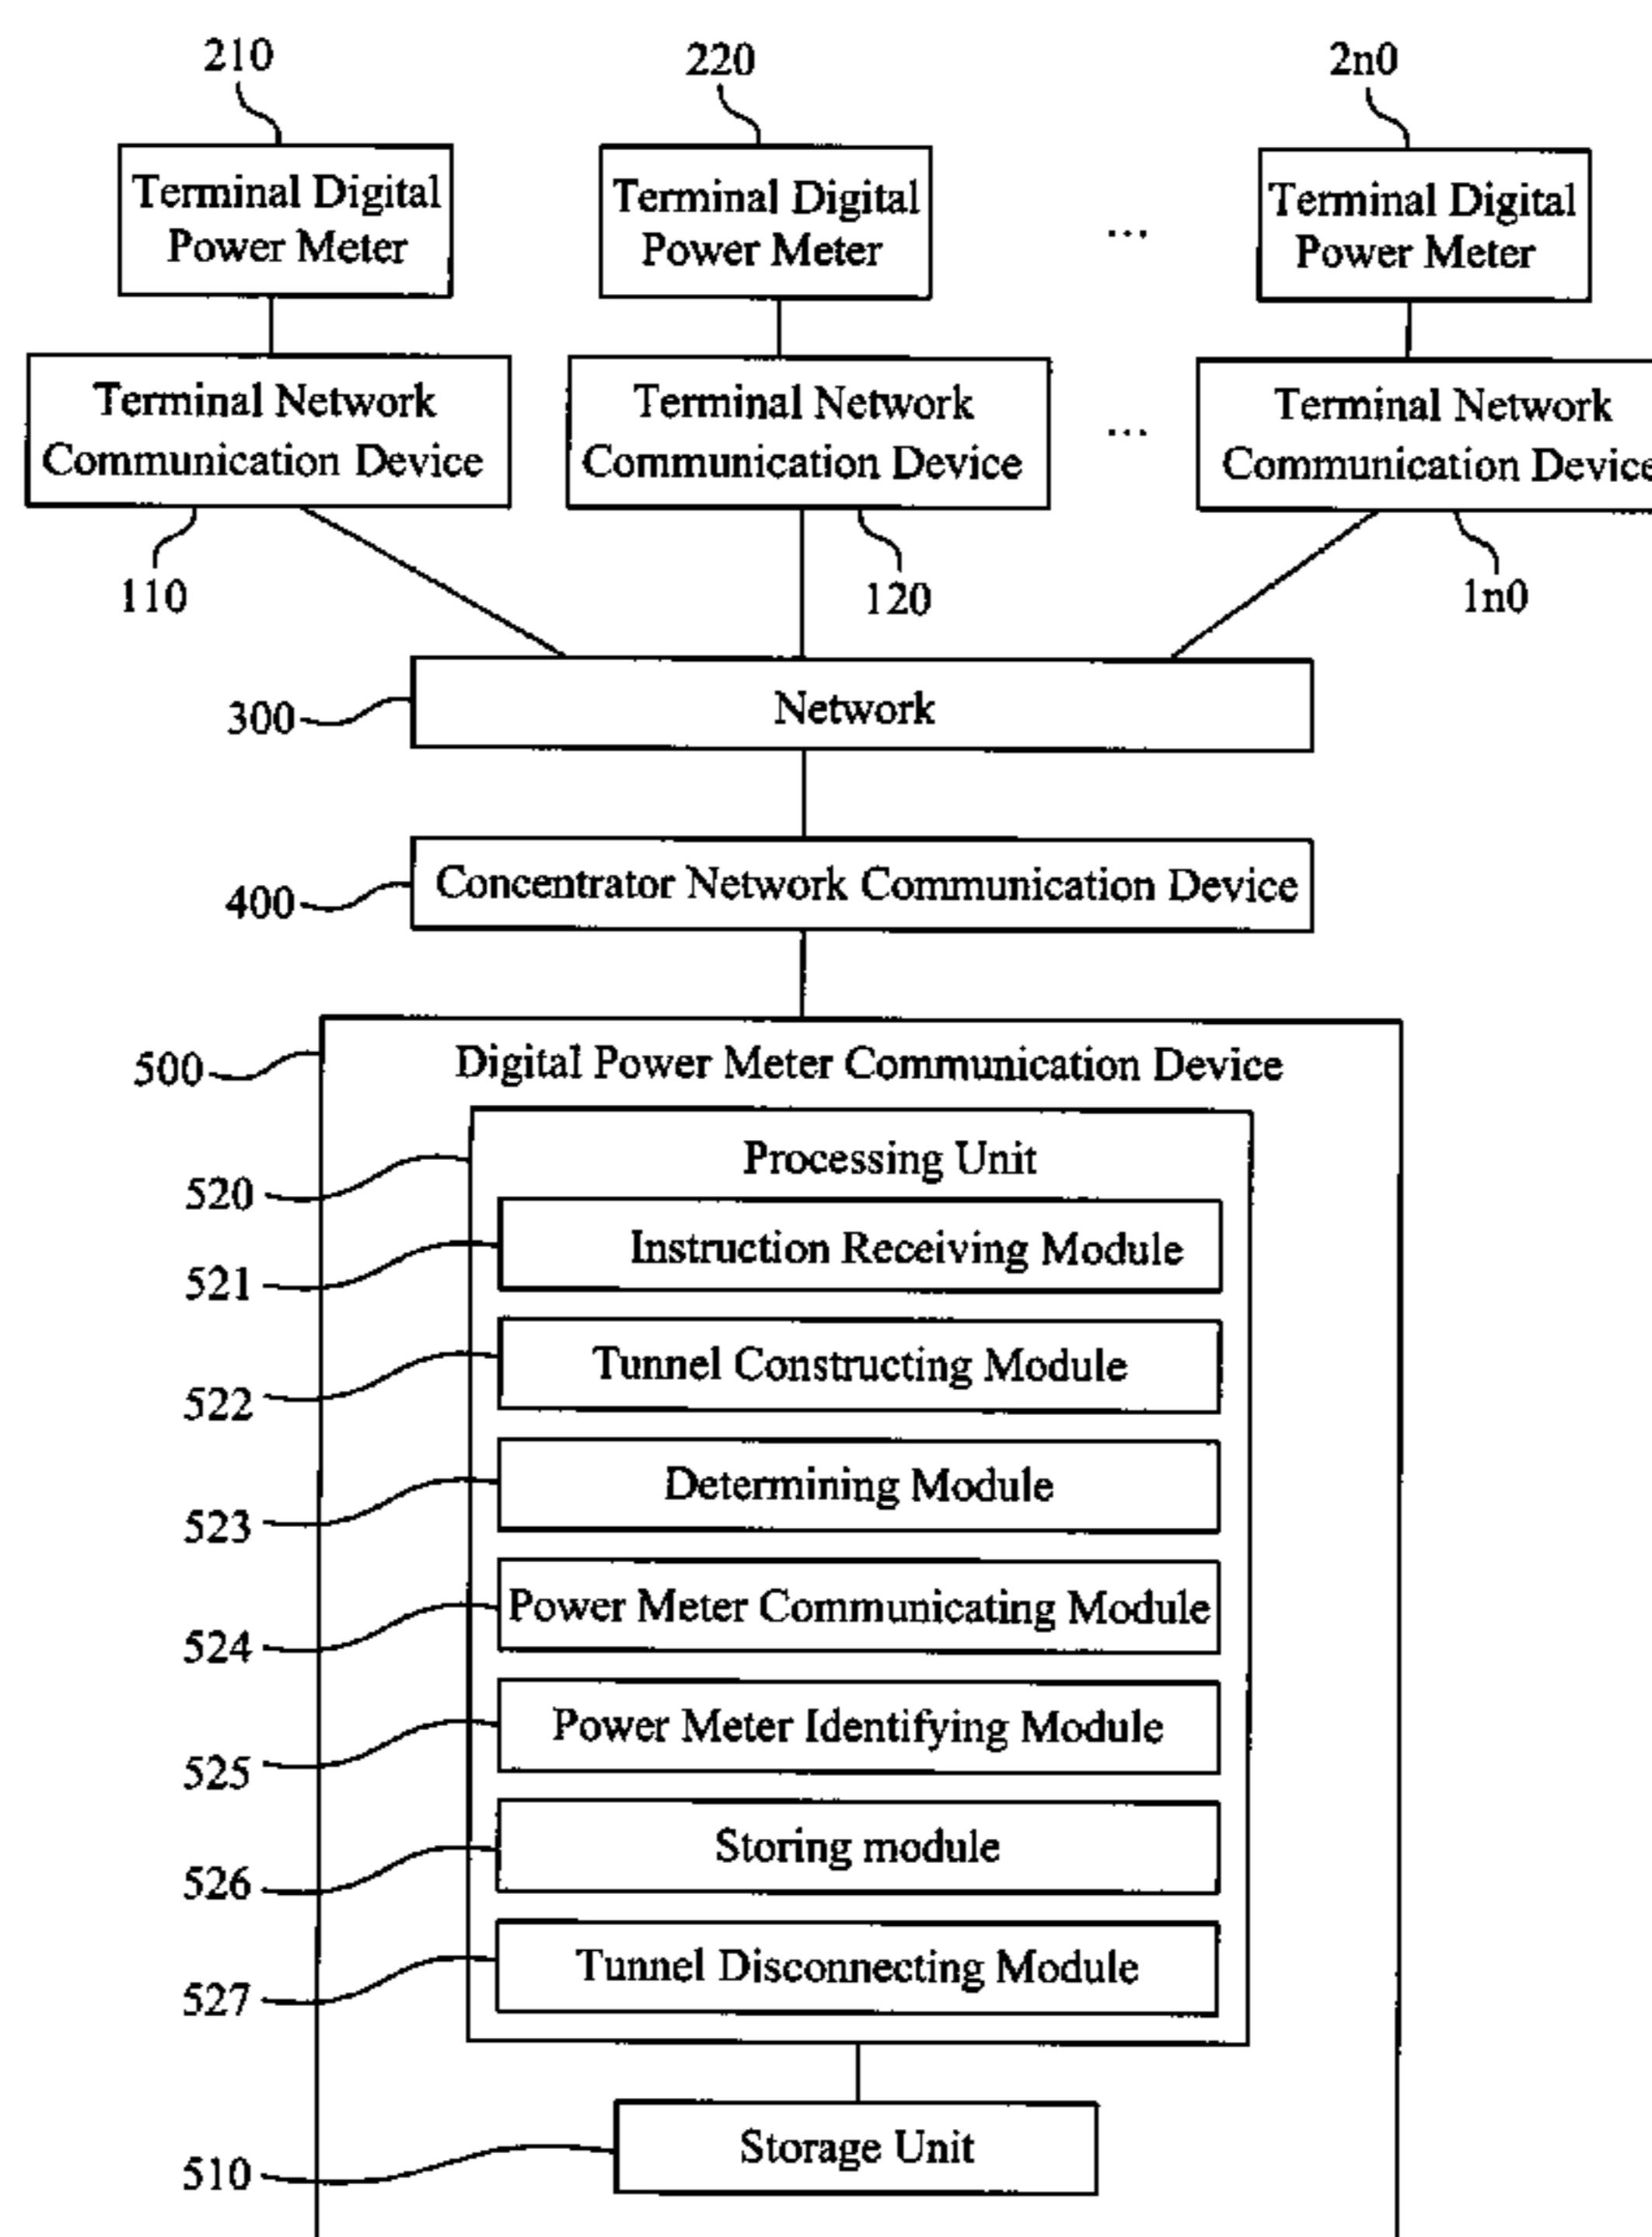 210
220
2n0
Terminal Digital
Power Meter
Terminal Digital
Power Meter
...
Terminal Digital
Power Meter
Terminal Network
Communication Device
Terminal Network
Communication Device
...
Terminal Network
Communication Device
110
120
1n0
300
Network
400
Concentrator Network Communication Device
500
Digital Power Meter Communication Device
520
Processing Unit
521
Instruction Receiving Module
522
Tunnel Constructing Module
523
Determining Module
524
Power Meter Communicating Module
525
Power Meter Identifying Module
526
Storing module
527
Tunnel Disconnecting Module
510
Storage Unit